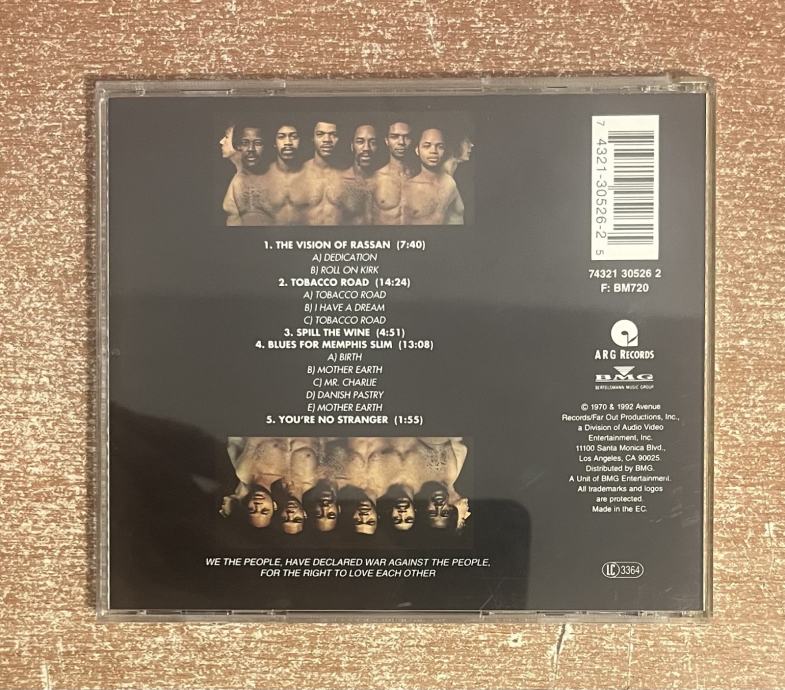 1. THE VISION OF RASSAN (7:40)
A) DEDICATION
B) ROLL ON KIRK
2. TOBACCO ROAD (14:24)
A) TOBACCO ROAD
B) I HAVE A DREAM
C) TOBACCO ROAD
3. SPILL THE WINE (4:51)
4. BLUES FOR MEMPHIS SLIM (13:08)
A) BIRTH
B) MOTHER EARTH
C) MR. CHARLIE
D) DANISH PASTRY
E) MOTHER EARTH
5. YOU'RE NO STRANGER (1:55)
WE THE PEOPLE, HAVE DECLARED WAR AGAINST THE PEOPLE,
FOR THE RIGHT TO LOVE EACH OTHER
7 4321-30526-2 5
74321 30526 2
F: BM720
ARG RECORDS
BMG
BERTELSMANN MUSIC GROUP
© 1970 & 1992 Avenue
Records/Far Out Productions, Inc.,
a Division of Audio Video
Entertainment, Inc.
11100 Santa Monica Blvd.,
Los Angeles, CA 90025.
Distributed by BMG.
A Unit of BMG Entertainment.
All trademarks and logos
are protected.
Made in the EC.
LC 3364